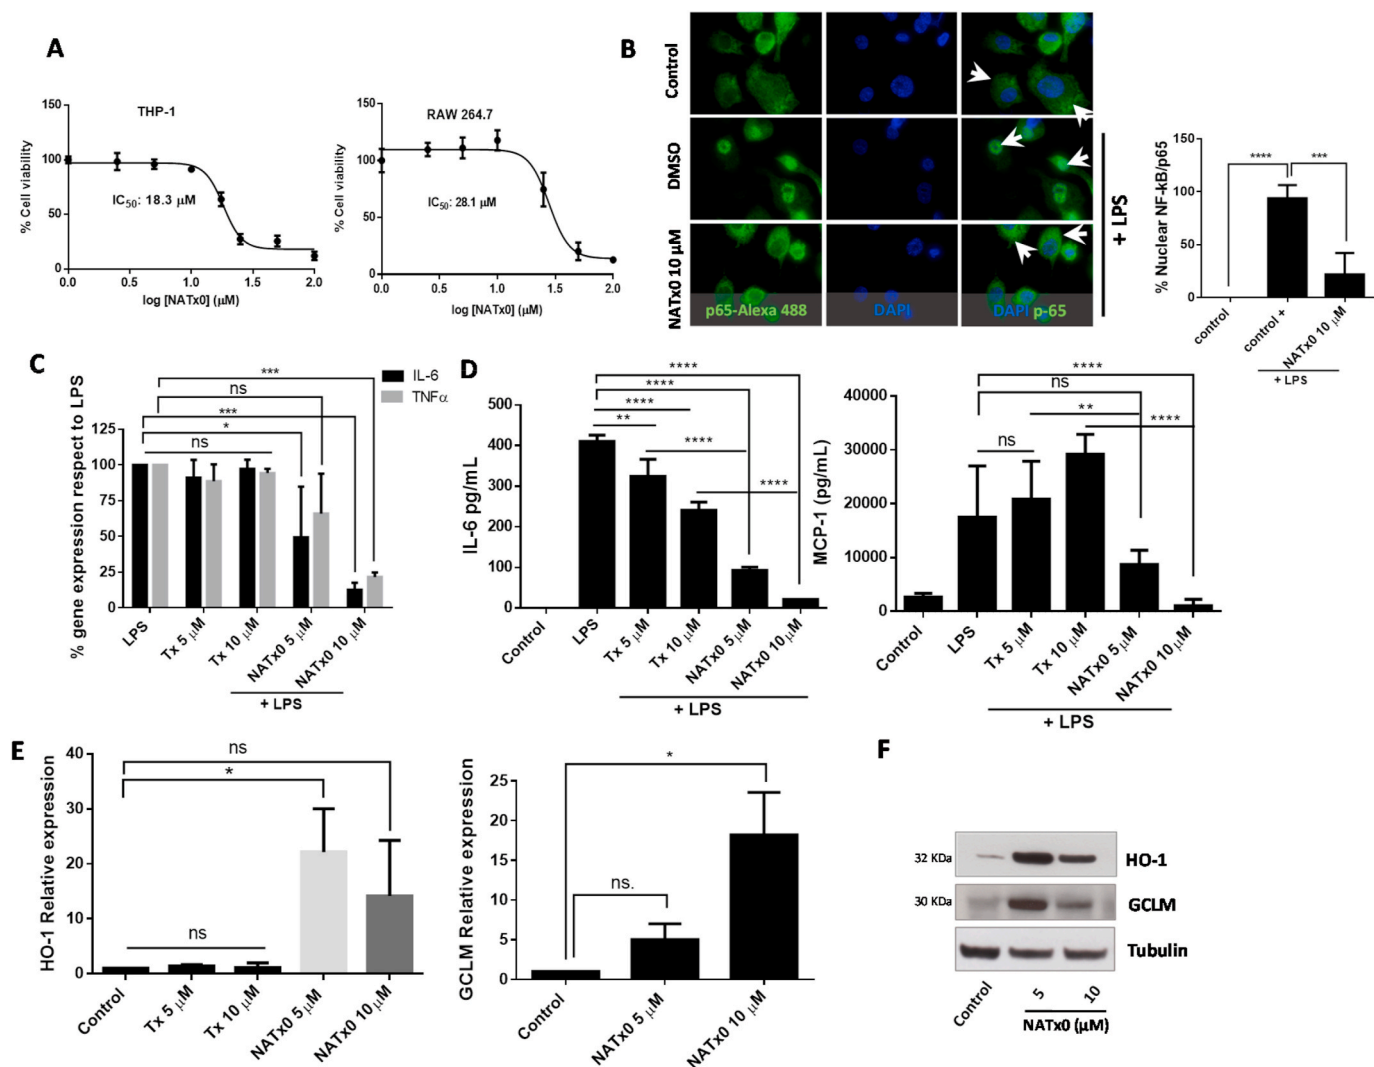 A
% Cell viability
150
100
50
0
THP-1
IC50: 18.3 µM
0.0 0.5 1.0 1.5 2.0
log [NATx0] (µM)
% Cell viability
150
100
50
0
RAW 264.7
IC50: 28.1 µM
0.0 0.5 1.0 1.5 2.0
log [NATx0] (µM)
B
Control
DMSO
NATx0 10 µM
p65-Alexa 488
DAPI
DAPI p-65
+ LPS
% Nuclear NF-kB/p65
150
100
50
0
**** ***
control
control +
NATx0 10 µM
+ LPS
C
% gene expression respect to LPS
125
100
75
50
25
0
***
ns
***
*
ns
IL-6
TNFα
LPS
Tx 5 µM
Tx 10 µM
NATx0 5 µM
NATx0 10 µM
+ LPS
D
IL-6 pg/mL
500
400
300
200
100
0
****
****
****
**
****
****
Control
LPS
Tx 5 µM
Tx 10 µM
NATx0 5 µM
NATx0 10 µM
+ LPS
MCP-1 (pg/mL)
40000
30000
20000
10000
0
****
ns
**
****
ns
Control
LPS
Tx 5 µM
Tx 10 µM
NATx0 5 µM
NATx0 10 µM
+ LPS
E
HO-1 Relative expression
40
30
20
10
0
ns
*
ns
Control
Tx 5 µM
Tx 10 µM
NATx0 5 µM
NATx0 10 µM
GCLM Relative expression
25
20
15
10
5
0
*
ns.
Control
NATx0 5 µM
NATx0 10 µM
F
32 KDa
HO-1
30 KDa
GCLM
Tubulin
Control
5
10
NATx0 (µM)